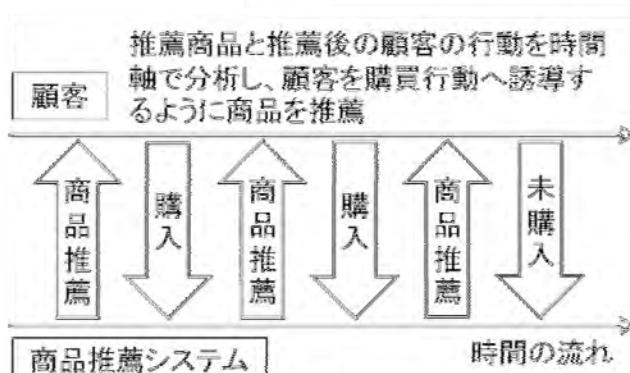 推薦商品と推薦後の顧客の行動を時間
軸で分析し、顧客を購買行動へ誘導す
るように商品を推薦
顧客
商品推薦
購入
商品推薦
購入
商品推薦
未購入
商品推薦システム
時間の流れ